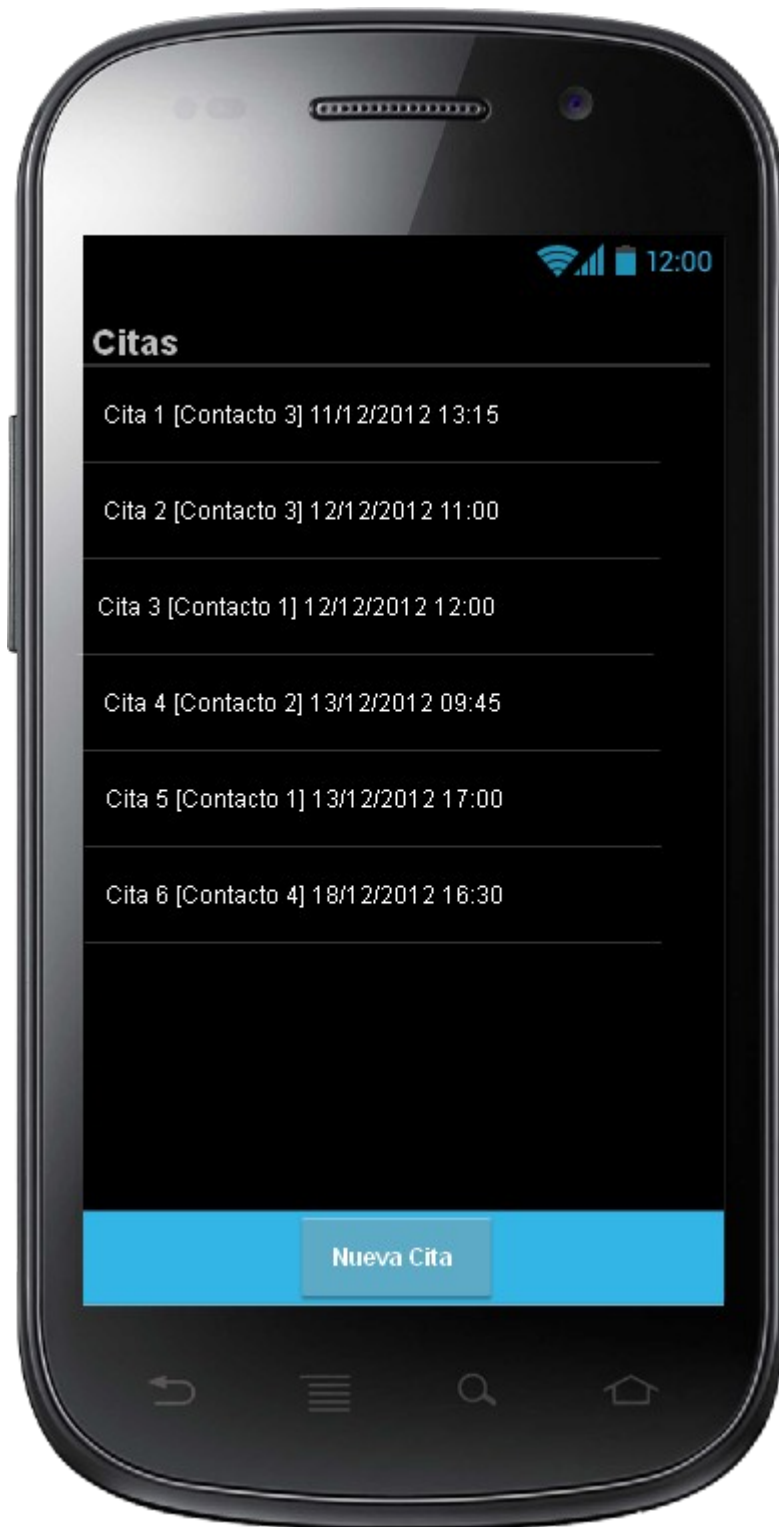 12:00
Citas
Cita 1 [Contacto 3] 11/12/2012 13:15
Cita 2 [Contacto 3] 12/12/2012 11:00
Cita 3 [Contacto 1] 12/12/2012 12:00
Cita 4 [Contacto 2] 13/12/2012 09:45
Cita 5 [Contacto 1] 13/12/2012 17:00
Cita 6 [Contacto 4] 18/12/2012 16:30
Nueva Cita